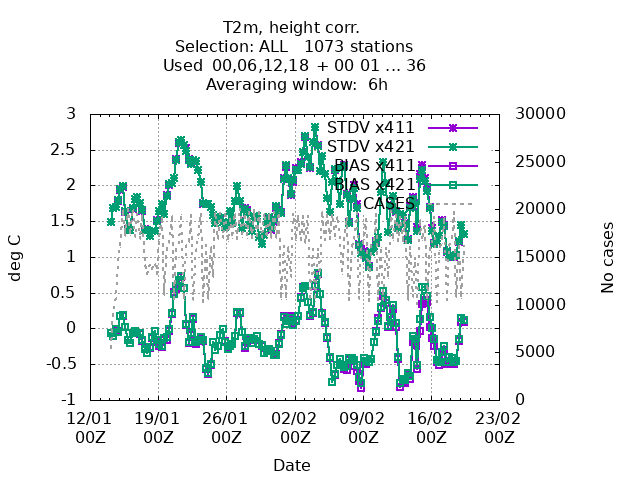 T2m, height corr.
Selection: ALL 1073 stations
Used 00,06,12,18 + 00 01 ... 36
Averaging window: 6h
STDV x411
STDV x421
BIAS x411
BIAS x421
CASES
deg C
3
2.5
2
1.5
1
0.5
0
-0.5
-1
No cases
30000
25000
20000
15000
10000
5000
0
12/01 19/01 26/01 02/02 09/02 16/02 23/02
00Z 00Z 00Z 00Z 00Z 00Z 00Z
Date